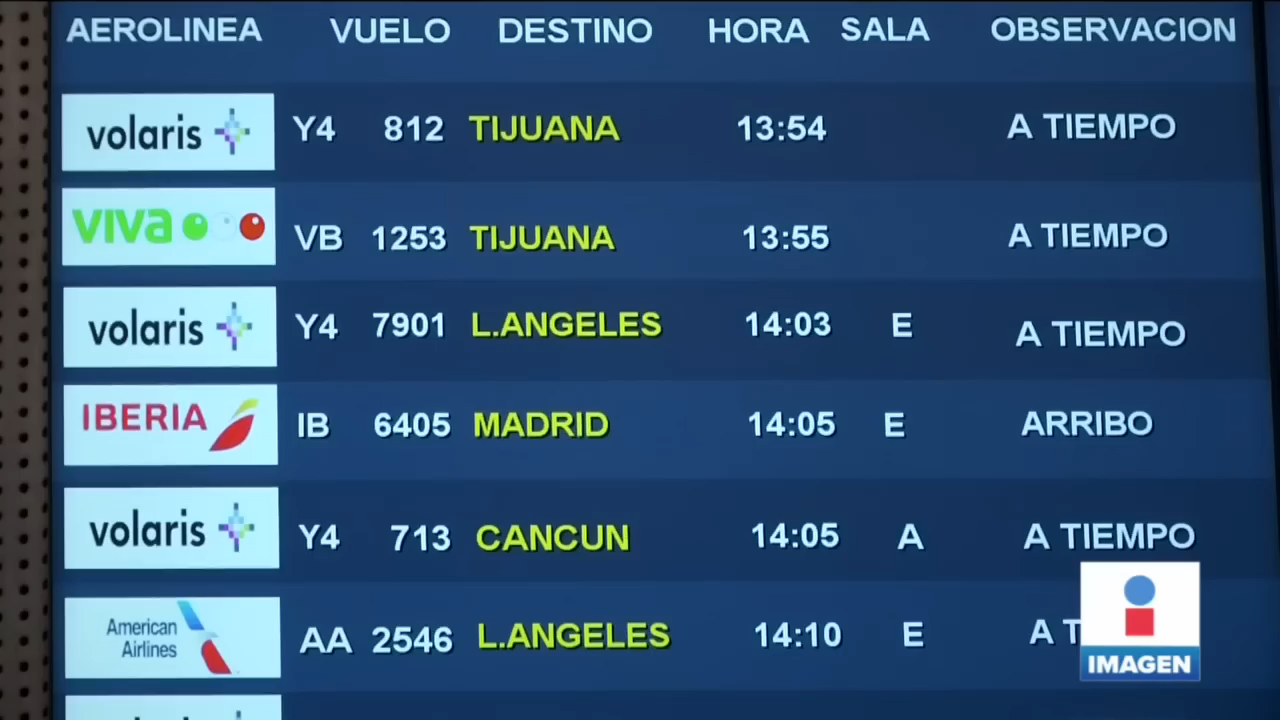 AEROLINEA VUELO DESTINO HORA SALA OBSERVACION
volaris Y4 812 TIJUANA 13:54 A TIEMPO
VIVA VB 1253 TIJUANA 13:55 A TIEMPO
volaris Y4 7901 L.ANGELES 14:03 E A TIEMPO
IBERIA IB 6405 MADRID 14:05 E ARRIBO
volaris Y4 713 CANCUN 14:05 A A TIEMPO
American Airlines AA 2546 L.ANGELES 14:10 E A T
IMAGEN